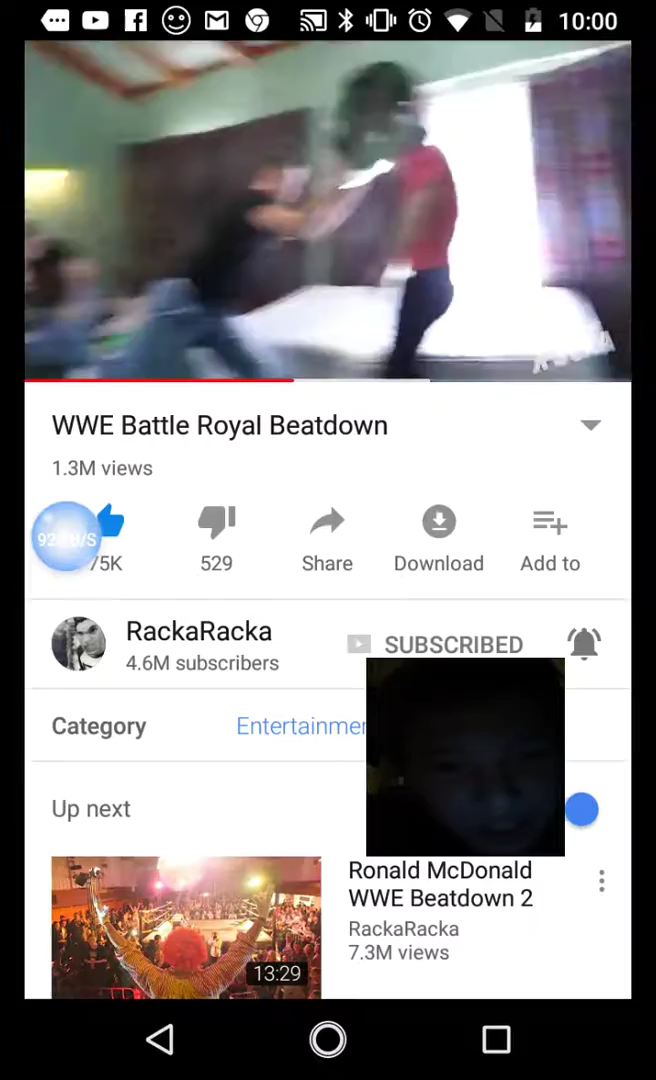 10:00
WWE Battle Royal Beatdown
1.3M views
75K
529
Share
Download
Add to
RackaRacka
4.6M subscribers
SUBSCRIBED
Category
Entertainmen
Up next
Ronald McDonald
WWE Beatdown 2
RackaRacka
7.3M views
13:29